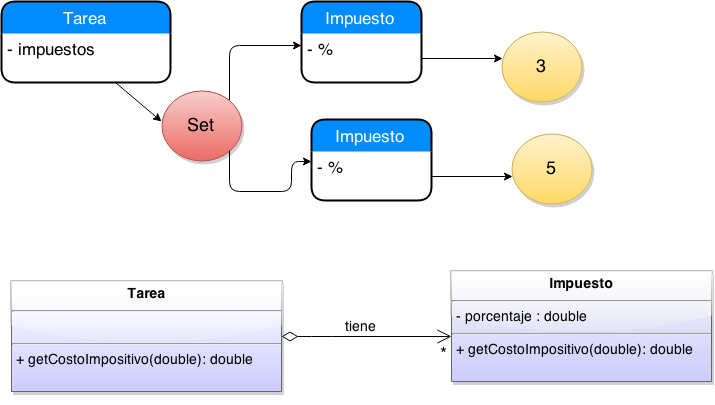 Tarea
- impuestos
Set
Impuesto
- %
3
Impuesto
- %
5
Tarea
+ getCostoImpositivo(double): double
tiene
*
Impuesto
- porcentaje : double
+ getCostoImpositivo(double): double